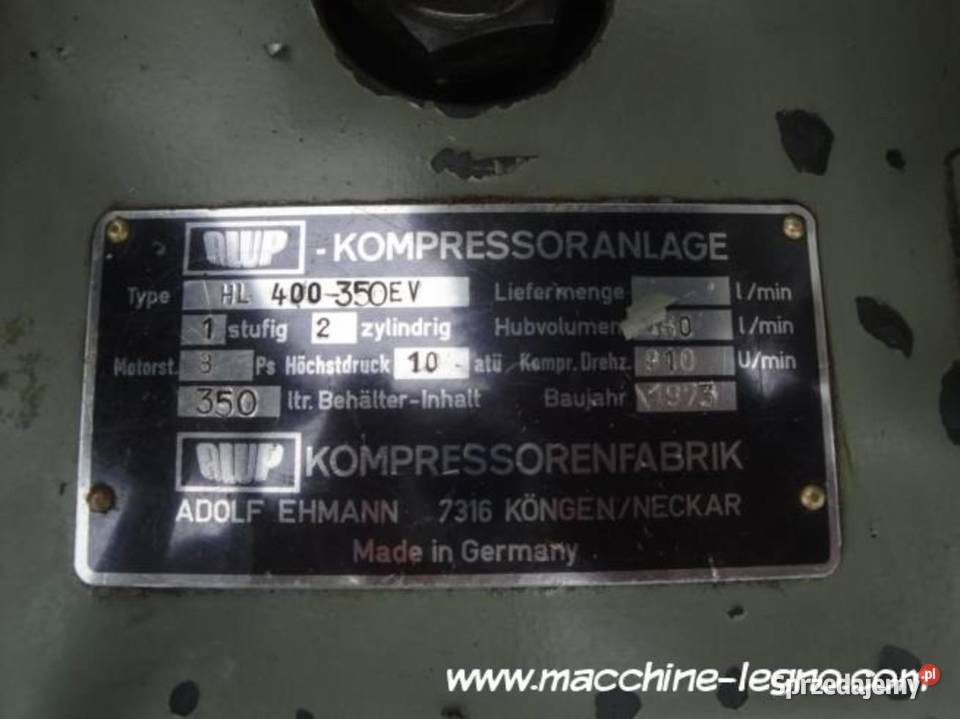 AWP -KOMPRESSORANLAGE
Type HL 400-350EV Liefermenge l/min
1 stufig 2 zylindrig Hubvolumen l/min
Motorst. 3 Ps Höchstdruck 10 atü Kompr. Drehz. 910 U/min
350 ltr. Behälter-Inhalt Baujahr 1973
AWP KOMPRESSORENFABRIK
ADOLF EHMANN 7316 KÖNGEN/NECKAR
Made in Germany
www.macchine-legno.com
sprzedajemy.pl